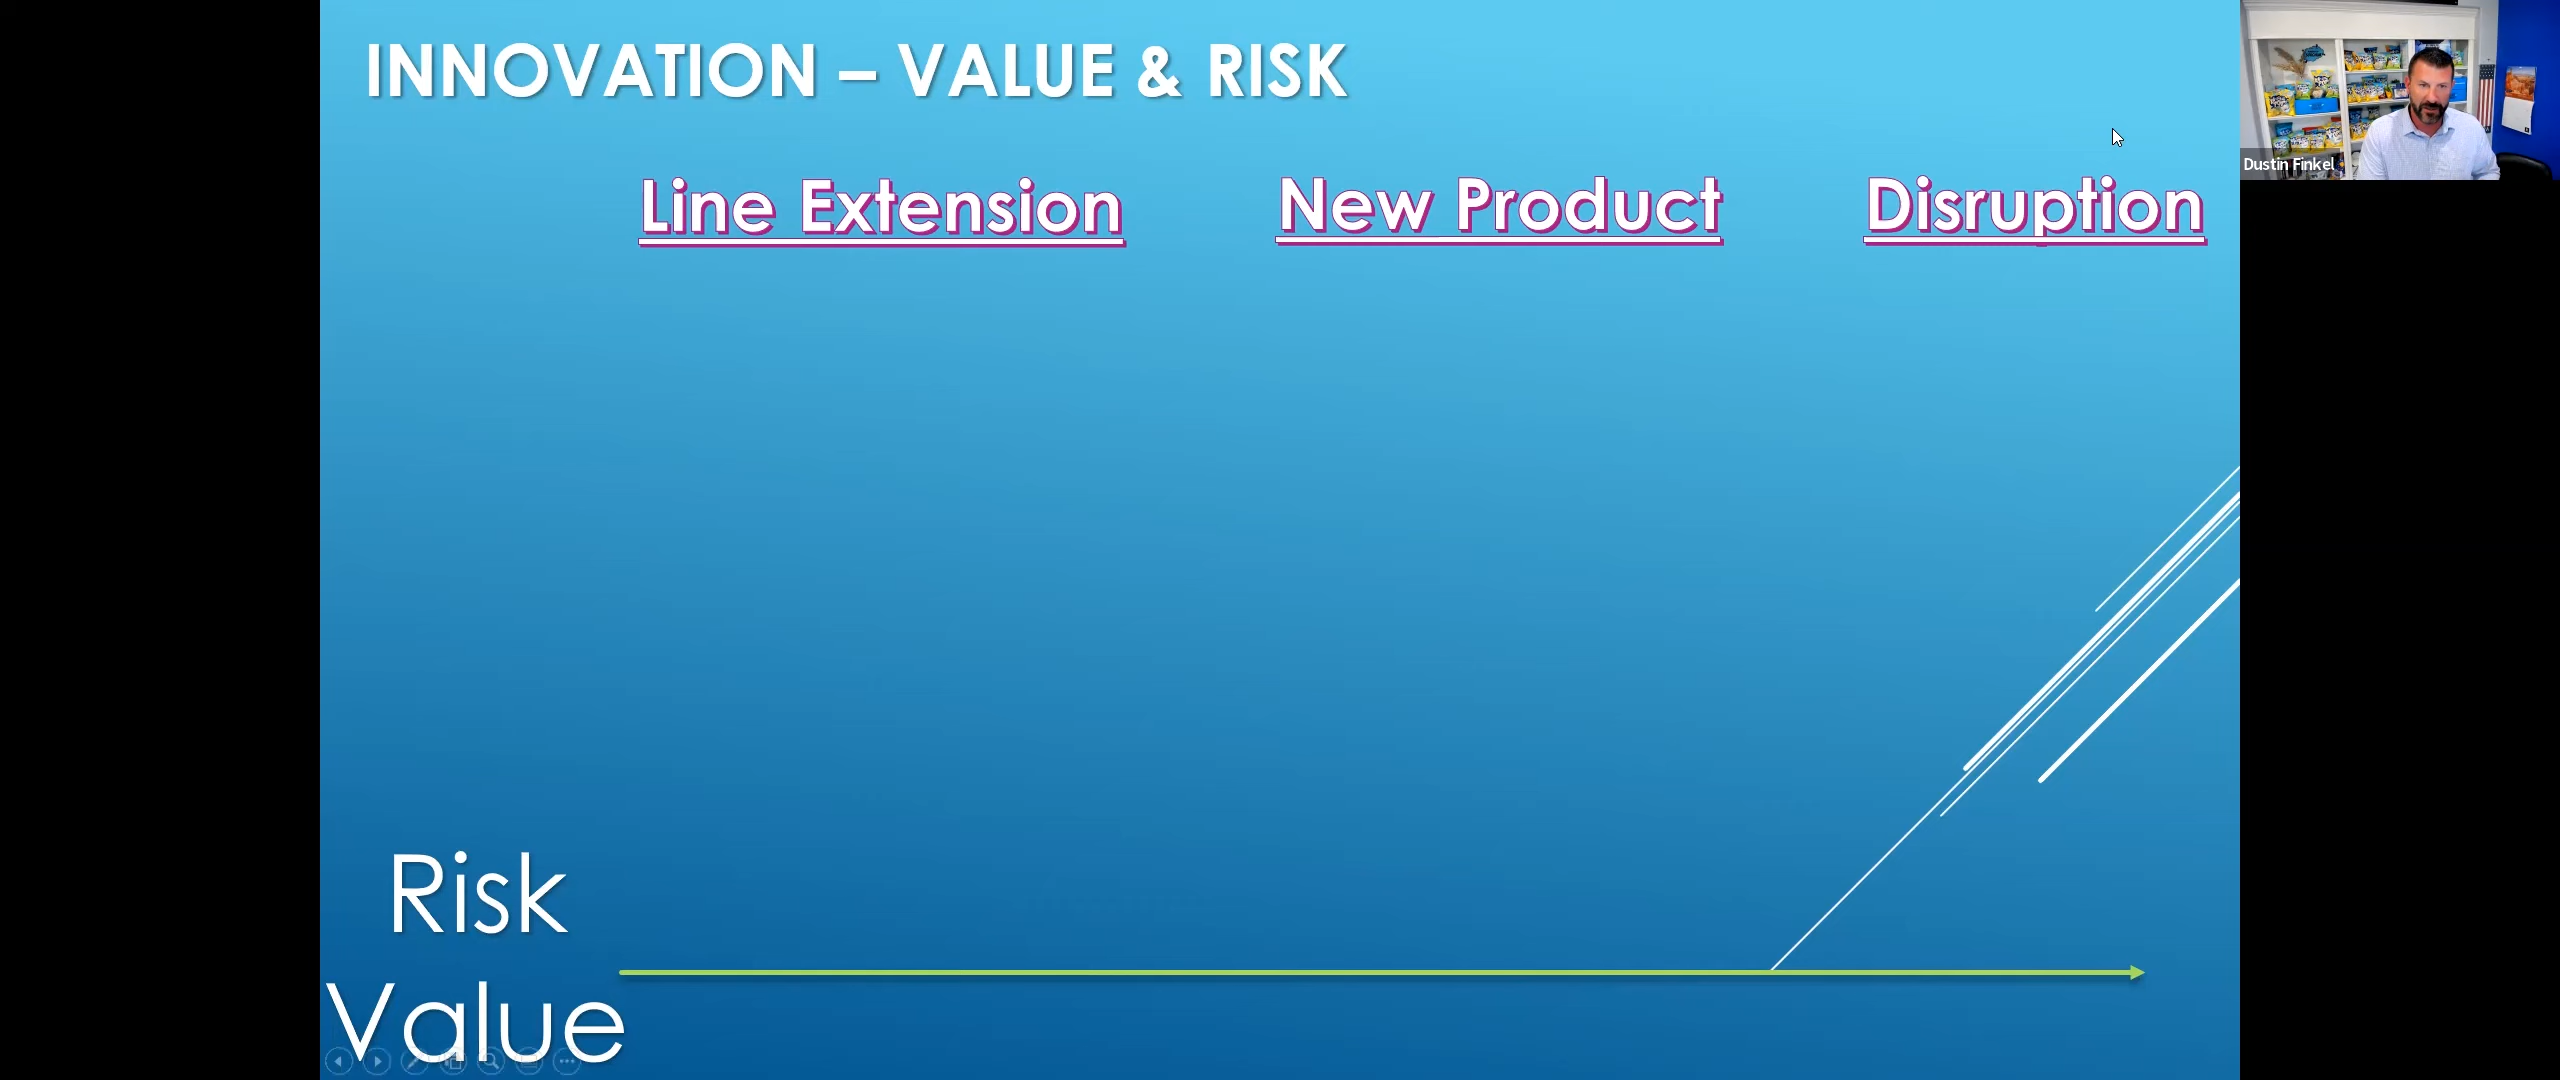 INNOVATION – VALUE & RISK
Line Extension New Product Disruption
Dustin Finkel
Risk
Value